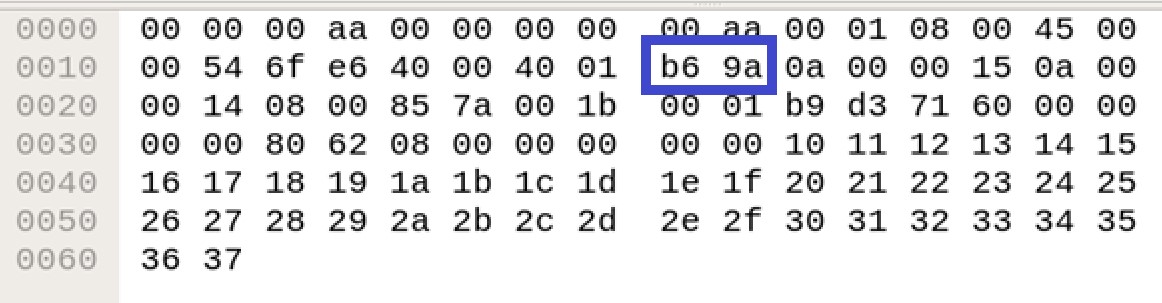 0000 00 00 00 aa 00 00 00 00 00 aa 00 01 08 00 45 00
0010 00 54 6f e6 40 00 40 01 b6 9a 0a 00 00 15 0a 00
0020 00 14 08 00 85 7a 00 1b 00 01 b9 d3 71 60 00 00
0030 00 00 80 62 08 00 00 00 00 00 10 11 12 13 14 15
0040 16 17 18 19 1a 1b 1c 1d 1e 1f 20 21 22 23 24 25
0050 26 27 28 29 2a 2b 2c 2d 2e 2f 30 31 32 33 34 35
0060 36 37